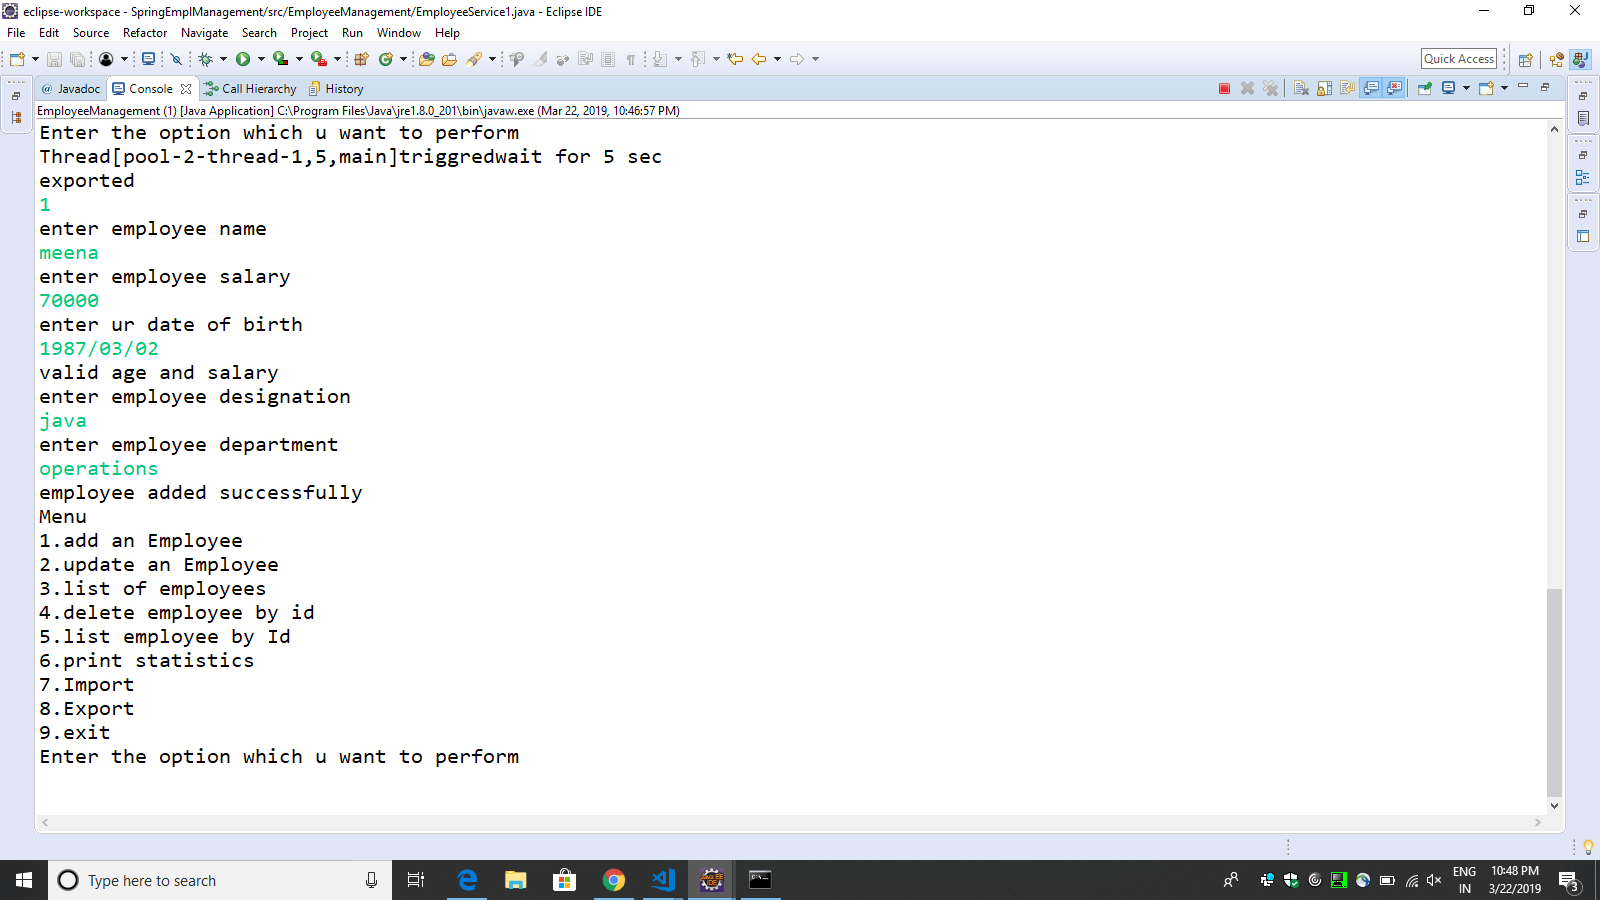 eclipse-workspace - SpringEmplManagement/src/EmployeeManagement/EmployeeService1.java - Eclipse IDE
File Edit Source Refactor Navigate Search Project Run Window Help
Quick Access
@ Javadoc Console Call Hierarchy History
EmployeeManagement (1) [Java Application] C:\Program Files\Java\jre1.8.0_201\bin\javaw.exe (Mar 22, 2019, 10:46:57 PM)
Enter the option which u want to perform
Thread[pool-2-thread-1,5,main]triggredwait for 5 sec
exported
1
enter employee name
meena
enter employee salary
70000
enter ur date of birth
1987/03/02
valid age and salary
enter employee designation
java
enter employee department
operations
employee added successfully
Menu
1.add an Employee
2.update an Employee
3.list of employees
4.delete employee by id
5.list employee by Id
6.print statistics
7.Import
8.Export
9.exit
Enter the option which u want to perform
Type here to search
ENG
IN
10:48 PM
3/22/2019
3